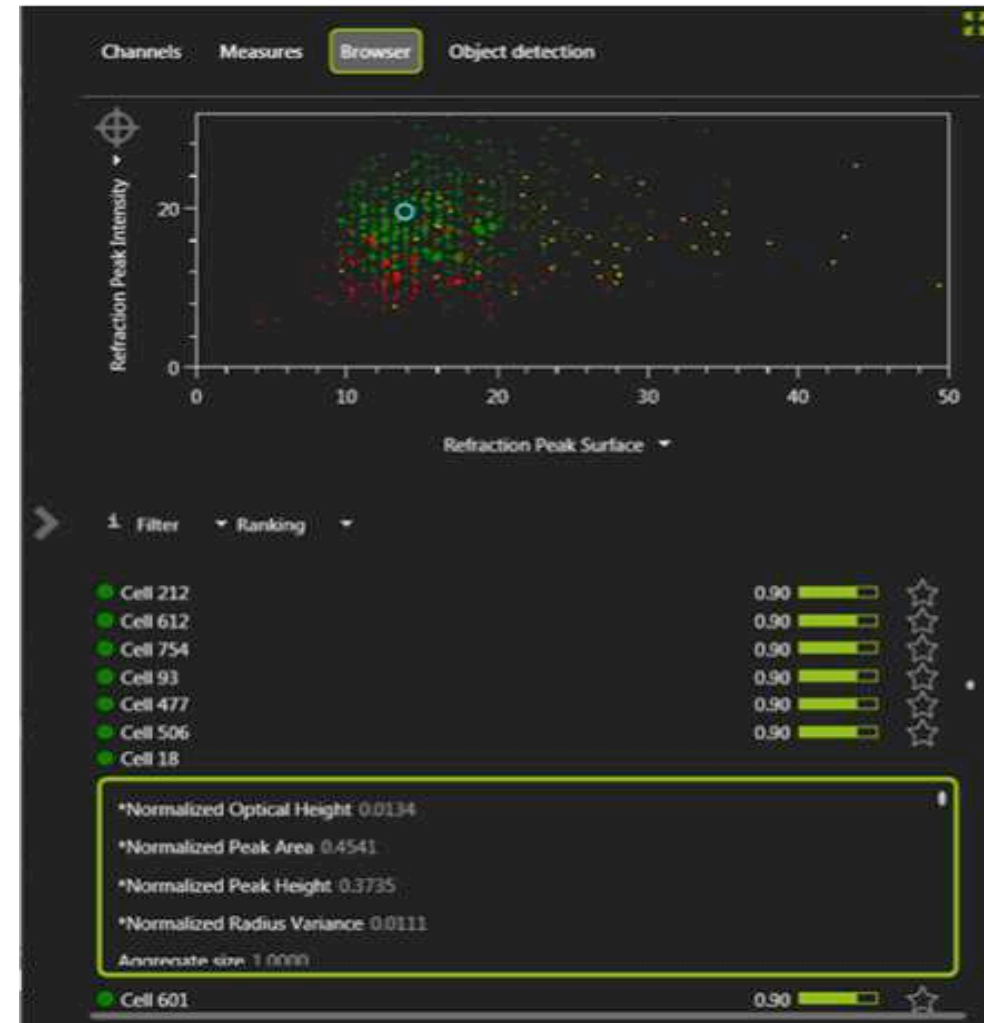 Channels Measures Browser Object detection
Refraction Peak Intensity
20
0
0 10 20 30 40 50
Refraction Peak Surface
i Filter Ranking
Cell 212 0.90
Cell 612 0.90
Cell 754 0.90
Cell 93 0.90
Cell 477 0.90
Cell 506 0.90
Cell 18
*Normalized Optical Height 0.0134
*Normalized Peak Area 0.4541
*Normalized Peak Height 0.3735
*Normalized Radius Variance 0.0111
Aggregate size 1.0000
Cell 601 0.90